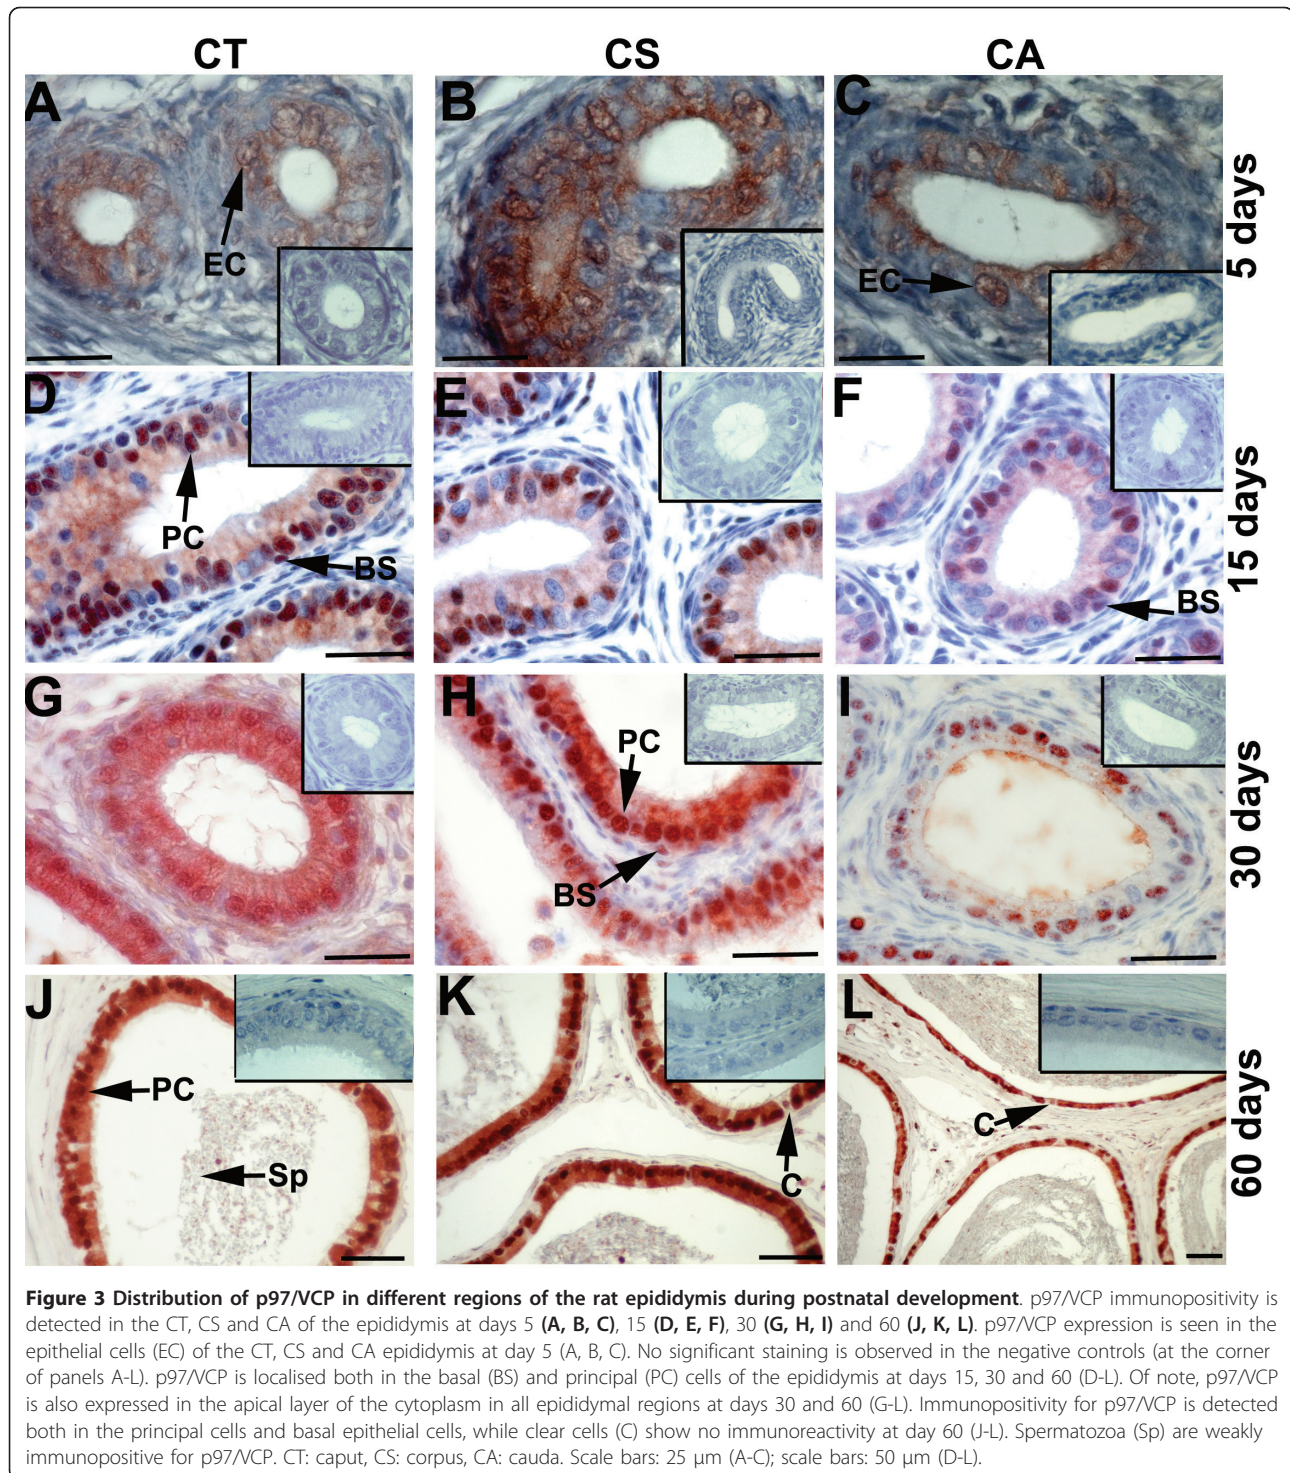 CT CS CA
A B C
EC
EC
5 days
D E F
PC
BS
BS
15 days
G H I
PC
BS
30 days
J K L
PC
C
C
Sp
60 days
Figure 3 Distribution of p97/VCP in different regions of the rat epididymis during postnatal development. p97/VCP immunopositivity is
detected in the CT, CS and CA of the epididymis at days 5 (A, B, C), 15 (D, E, F), 30 (G, H, I) and 60 (J, K, L). p97/VCP expression is seen in the
epithelial cells (EC) of the CT, CS and CA epididymis at day 5 (A, B, C). No significant staining is observed in the negative controls (at the corner
of panels A-L). p97/VCP is localised both in the basal (BS) and principal (PC) cells of the epididymis at days 15, 30 and 60 (D-L). Of note, p97/VCP
is also expressed in the apical layer of the cytoplasm in all epididymal regions at days 30 and 60 (G-L). Immunopositivity for p97/VCP is detected
both in the principal cells and basal epithelial cells, while clear cells (C) show no immunoreactivity at day 60 (J-L). Spermatozoa (Sp) are weakly
immunopositive for p97/VCP. CT: caput, CS: corpus, CA: cauda. Scale bars: 25 μm (A-C); scale bars: 50 μm (D-L).